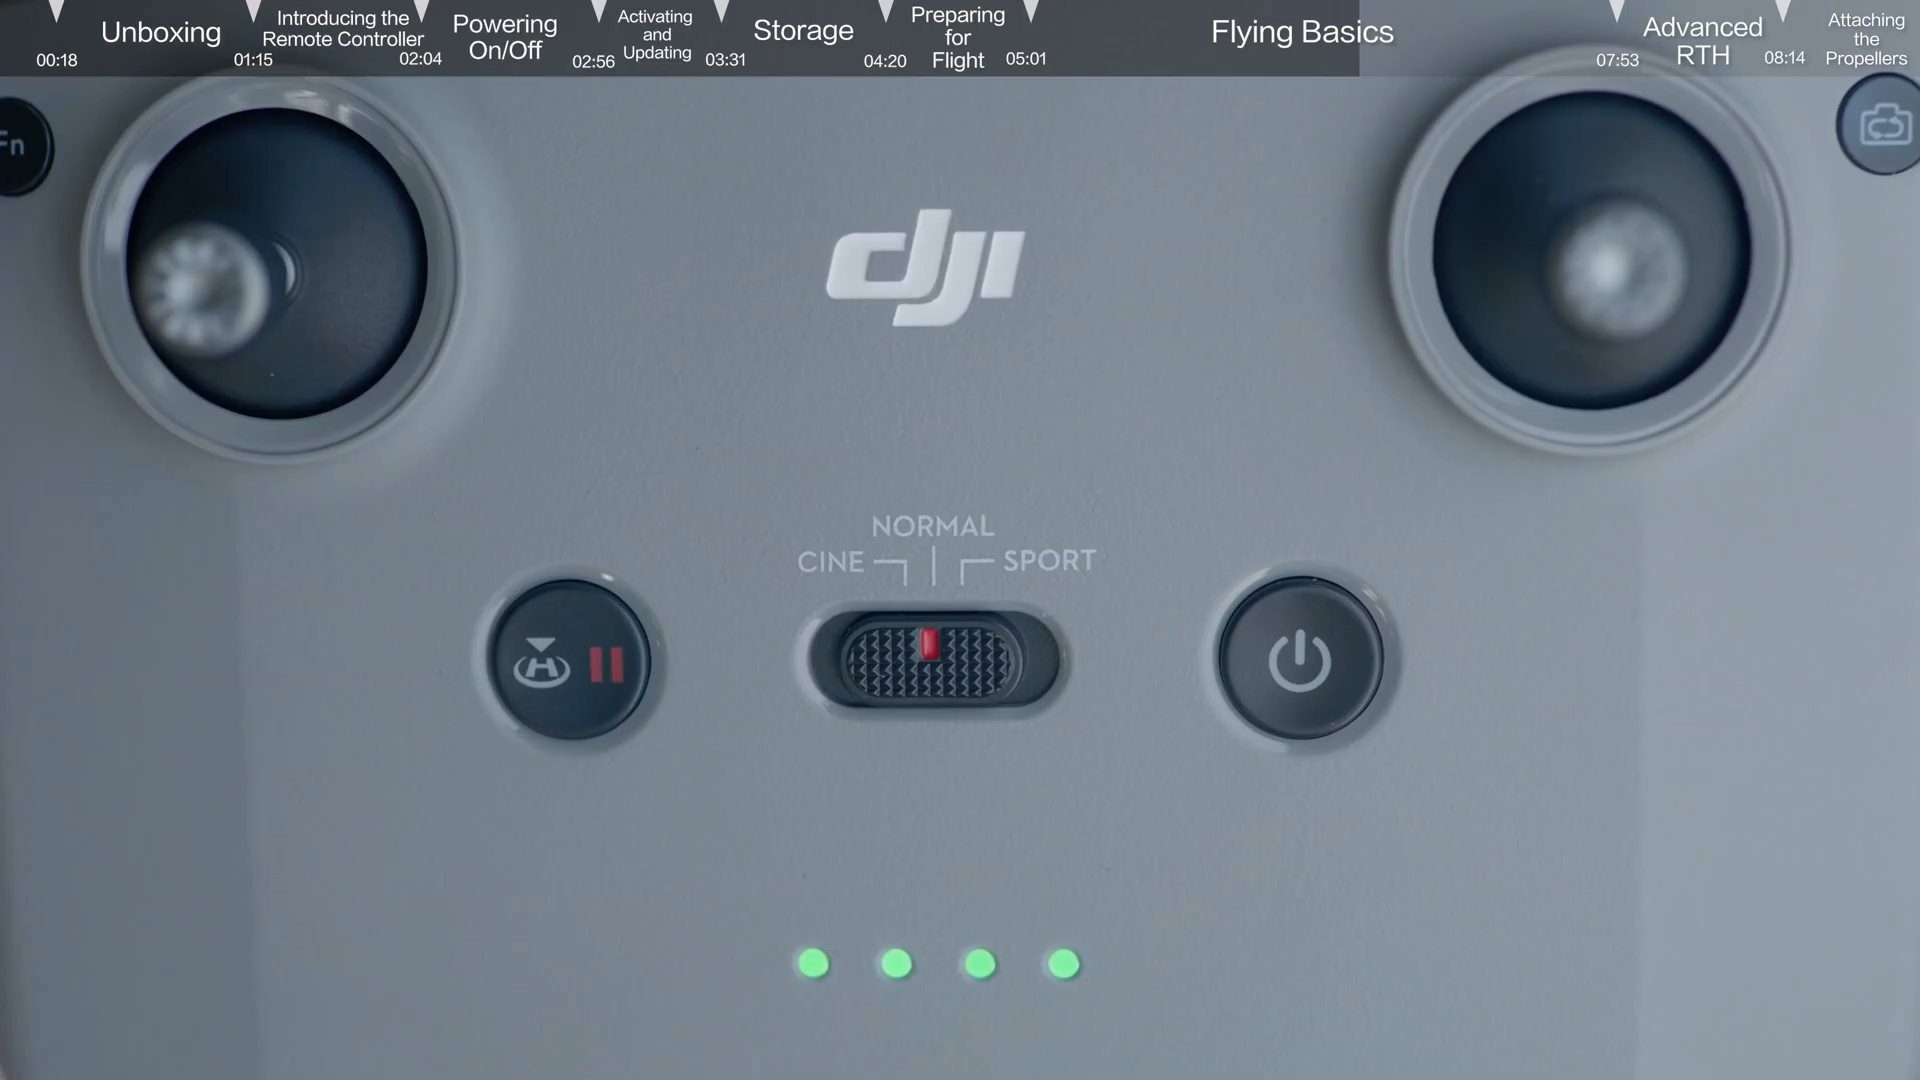 Unboxing
Introducing the
Remote Controller
Powering
On/Off
Activating
and
Updating
Storage
Preparing
for
Flight
Flying Basics
Advanced
RTH
Attaching
the
Propellers
00:18
01:15
02:04
02:56
03:31
04:20
05:01
07:53
08:14
Fn
dji
NORMAL
CINE
SPORT
H